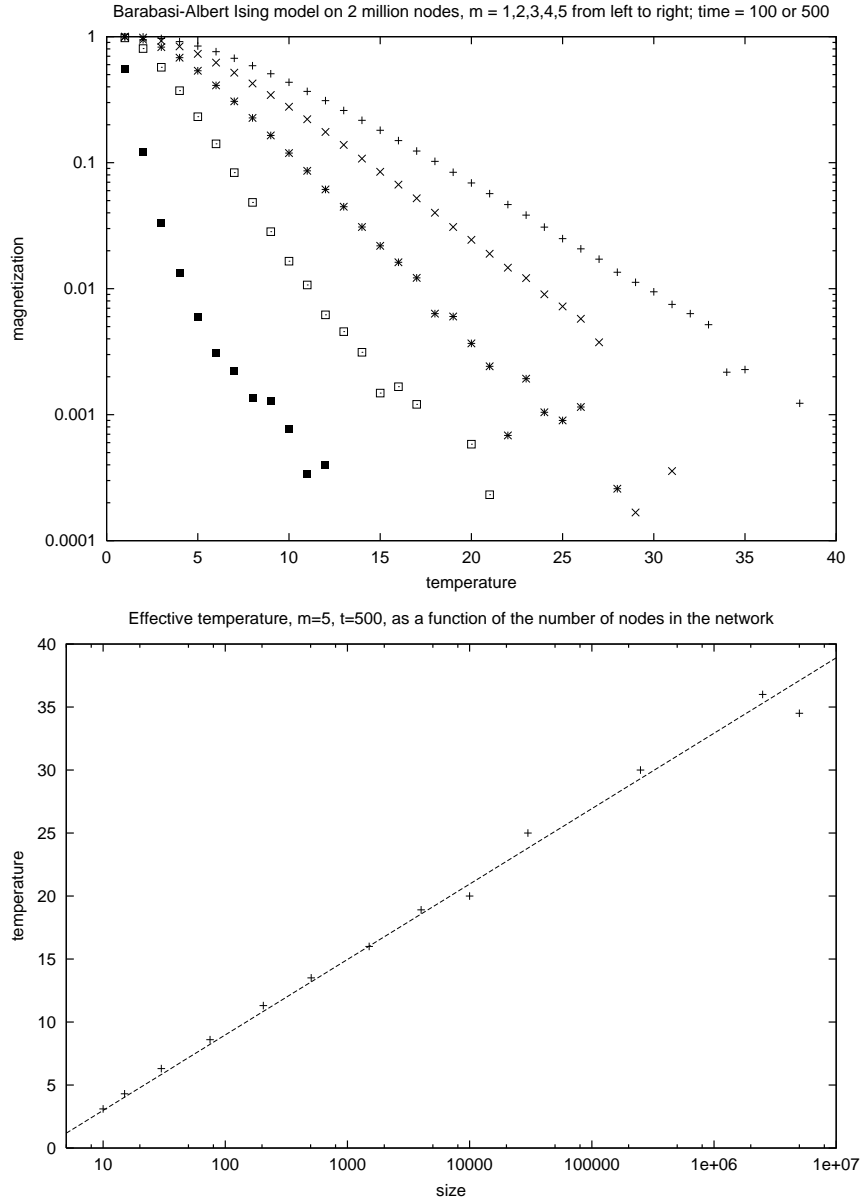 Barabasi-Albert Ising model on 2 million nodes, m = 1,2,3,4,5 from left to right; time = 100 or 500
1
0.1
0.01
0.001
0.0001
magnetization
0 5 10 15 20 25 30 35 40
temperature
Effective temperature, m=5, t=500, as a function of the number of nodes in the network
40
35
30
25
20
15
10
5
0
temperature
10 100 1000 10000 100000 1e+06 1e+07
size